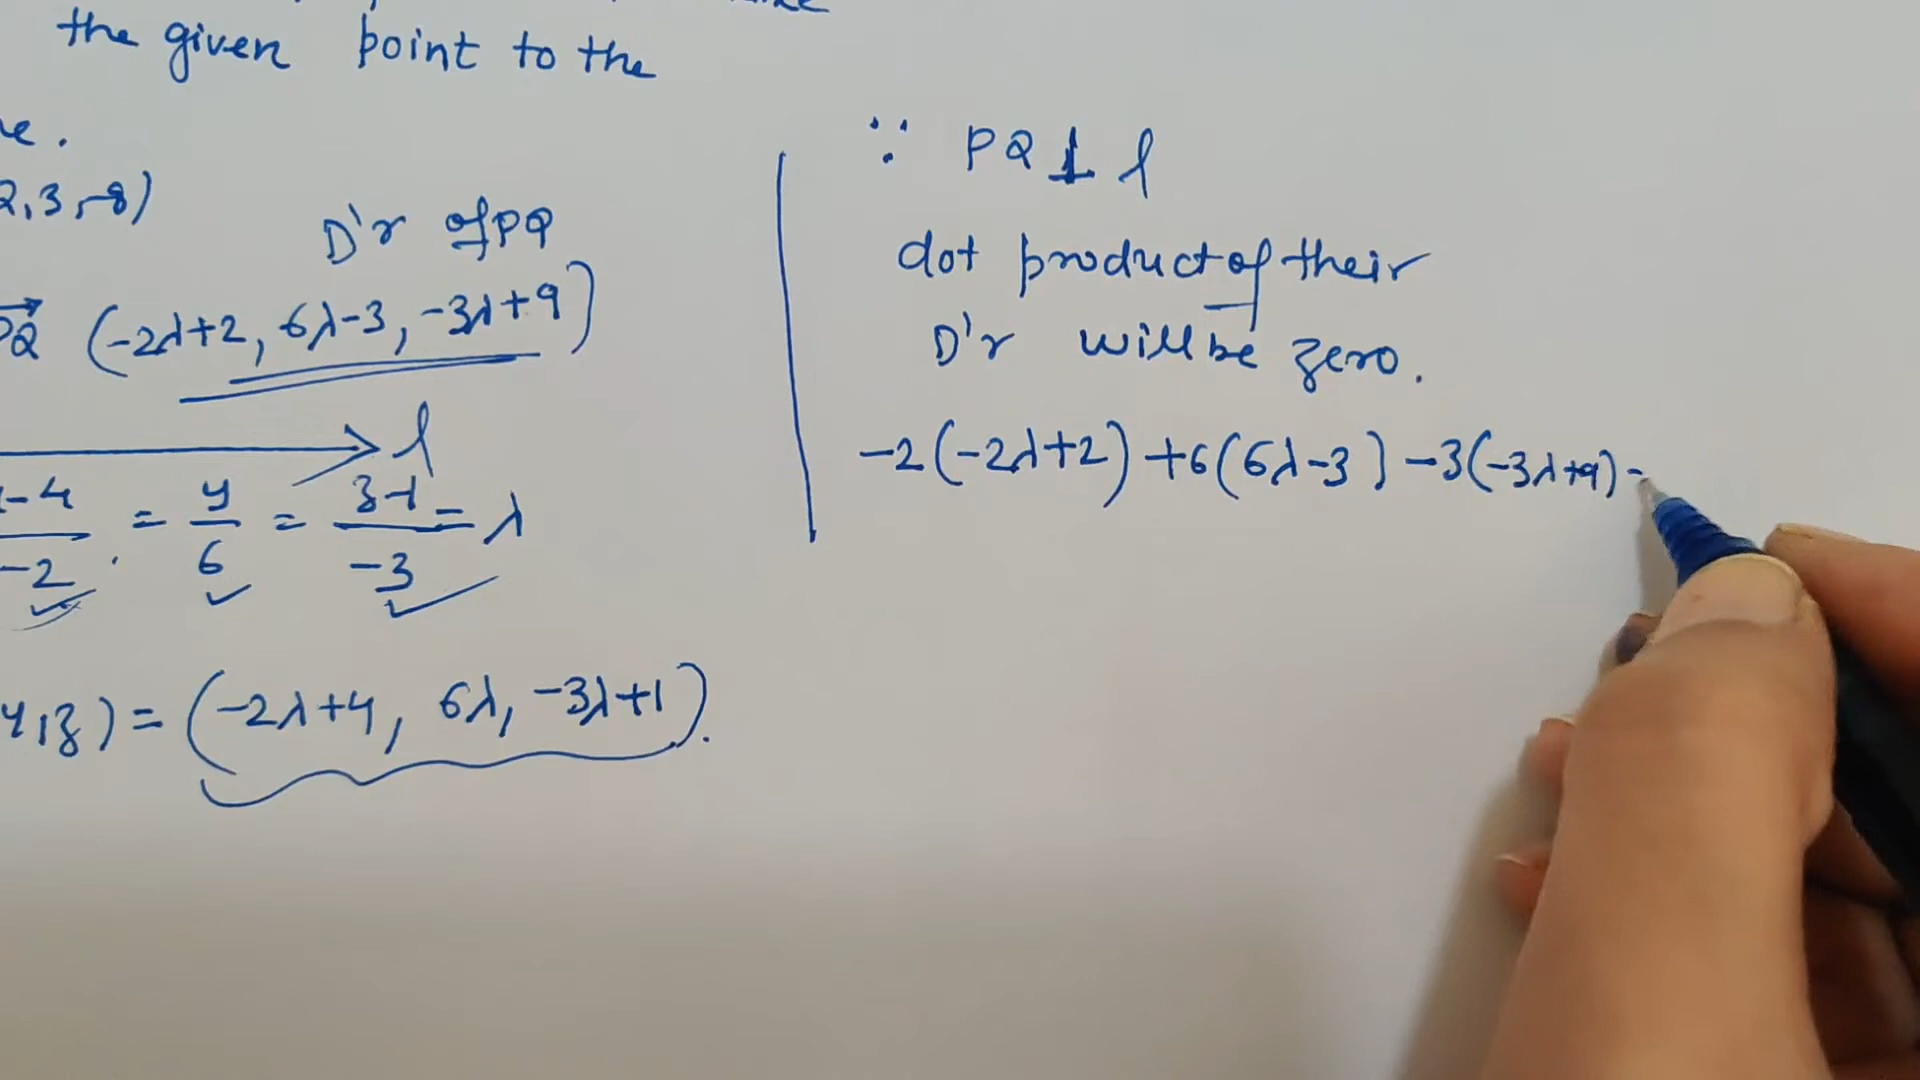 the given point to the
e.
2,3,-8)
D'r of PQ
PQ (-2λ+2, 6λ-3, -3λ+9)
l
-4/-2 = y/6 = z-1/-3 = λ
y,z) = (-2λ+4, 6λ, -3λ+1).
∵ PQ ⊥ l
dot product of their
D'r will be zero.
-2(-2λ+2) +6(6λ-3) -3(-3λ+9) =